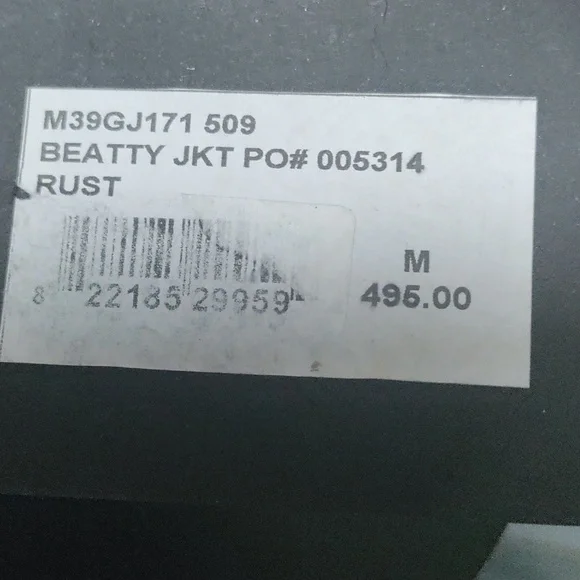 M39GJ171 509
BEATTY JKT PO# 005314
RUST
M
8 22185 29959
495.00